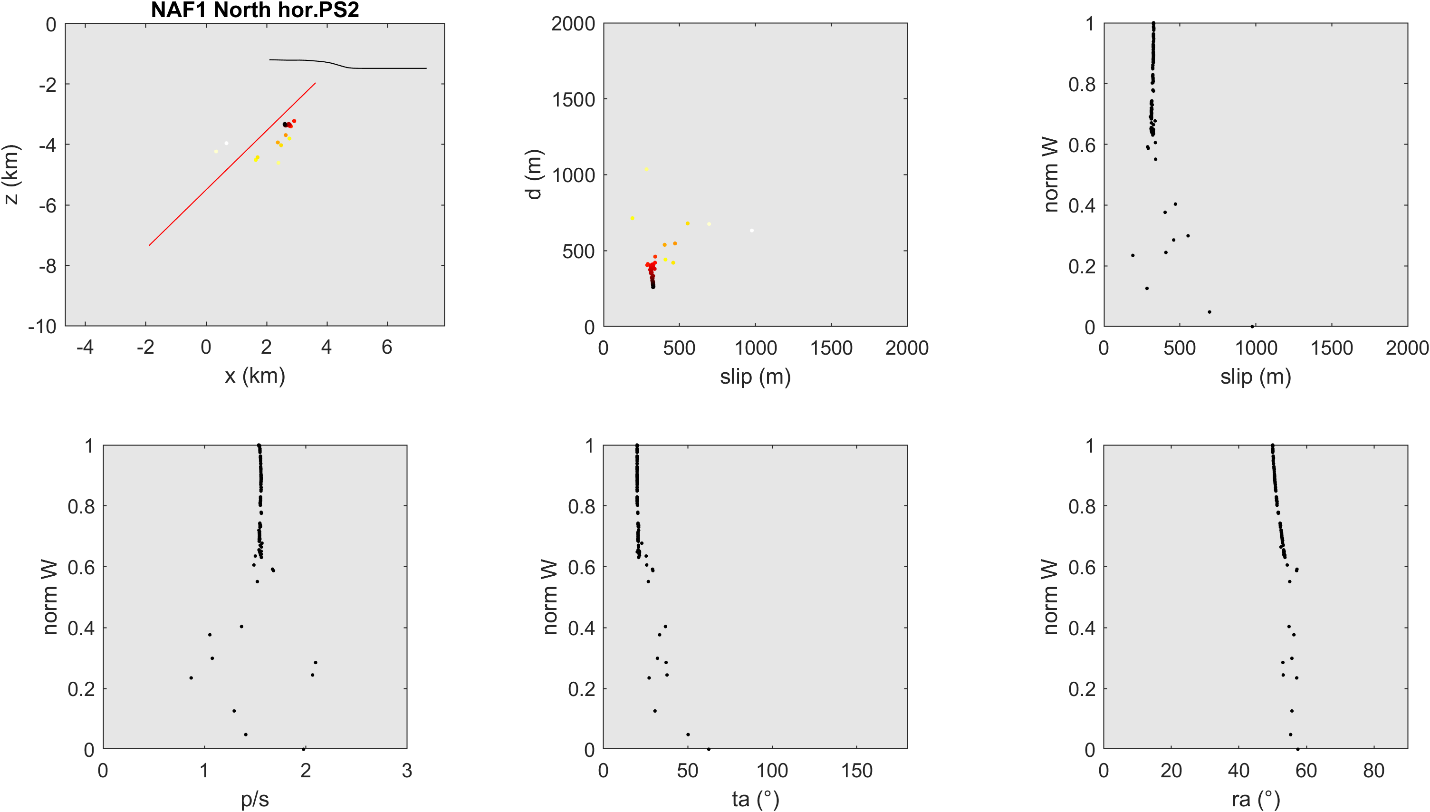 NAF1 North hor.PS2
0
-2
-4
-6
-8
-10
z (km)
-4 -2 0 2 4 6
x (km)
2000
1500
1000
500
0
d (m)
0 500 1000 1500 2000
slip (m)
1
0.8
0.6
0.4
0.2
0
norm W
0 500 1000 1500 2000
slip (m)
1
0.8
0.6
0.4
0.2
0
norm W
0 1 2 3
p/s
1
0.8
0.6
0.4
0.2
0
norm W
0 50 100 150
ta (°)
1
0.8
0.6
0.4
0.2
0
norm W
0 20 40 60 80
ra (°)